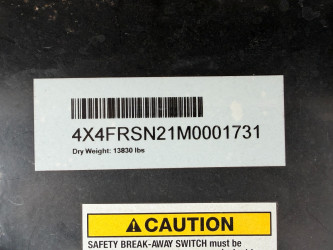 4X4FRSN21M0001731
Dry Weight: 13830 lbs
⚠CAUTION
SAFETY BREAK-AWAY SWITCH must be